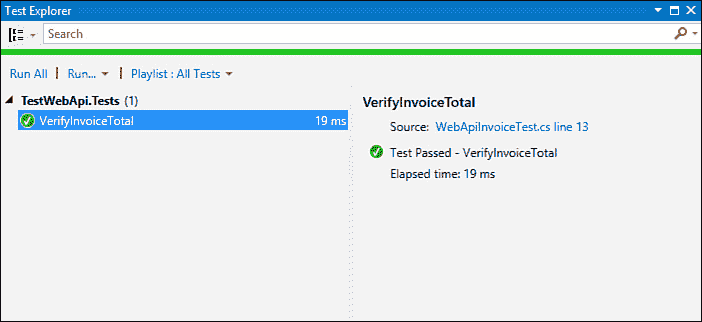 Test Explorer
Search
Run All | Run... | Playlist : All Tests
TestWebApi.Tests (1)
VerifyInvoiceTotal 19 ms
VerifyInvoiceTotal
Source: WebApiInvoiceTest.cs line 13
Test Passed - VerifyInvoiceTotal
Elapsed time: 19 ms